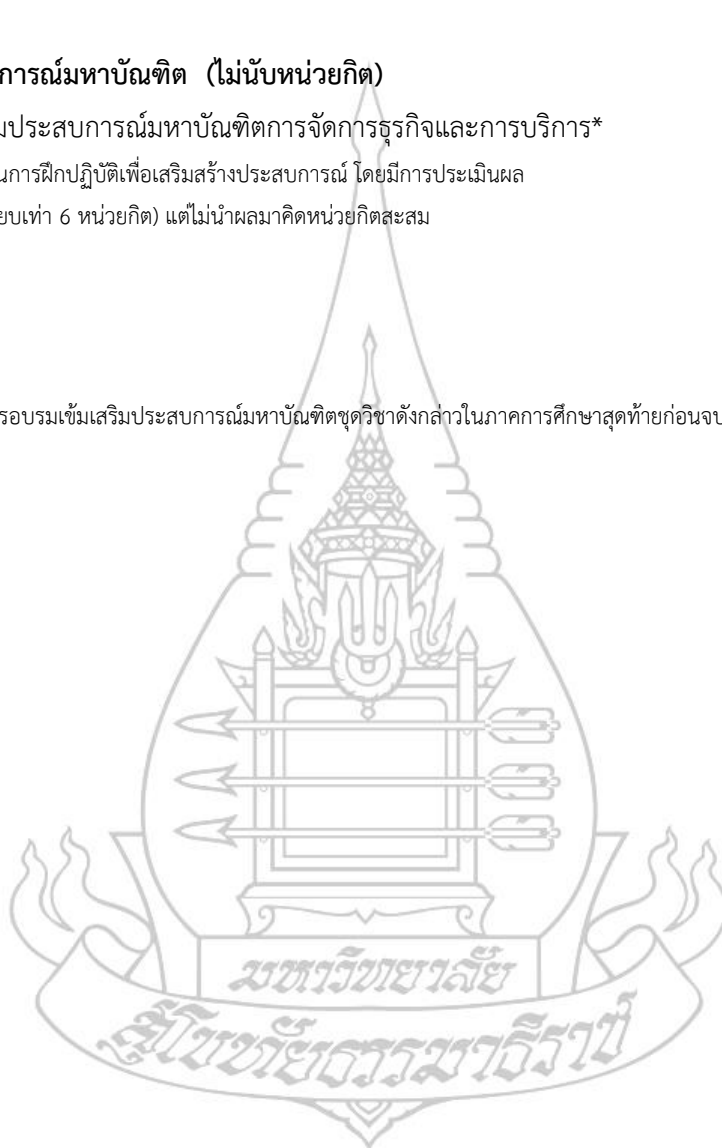 การณ์มหาบัณฑิต (ไม่นับหน่วยกิต)
มประสบการณ์มหาบัณฑิตการจัดการธุรกิจและการบริการ*
นการฝึกปฏิบัติเพื่อเสริมสร้างประสบการณ์ โดยมีการประเมินผล
ยบเท่า 6 หน่วยกิต) แต่ไม่นำผลมาคิดหน่วยกิตสะสม
รอบรมเข้มเสริมประสบการณ์มหาบัณฑิตชุดวิชาดังกล่าวในภาคการศึกษาสุดท้ายก่อนจบ
มหาวิทยาลัย
สุโขทัยธรรมาธิราช